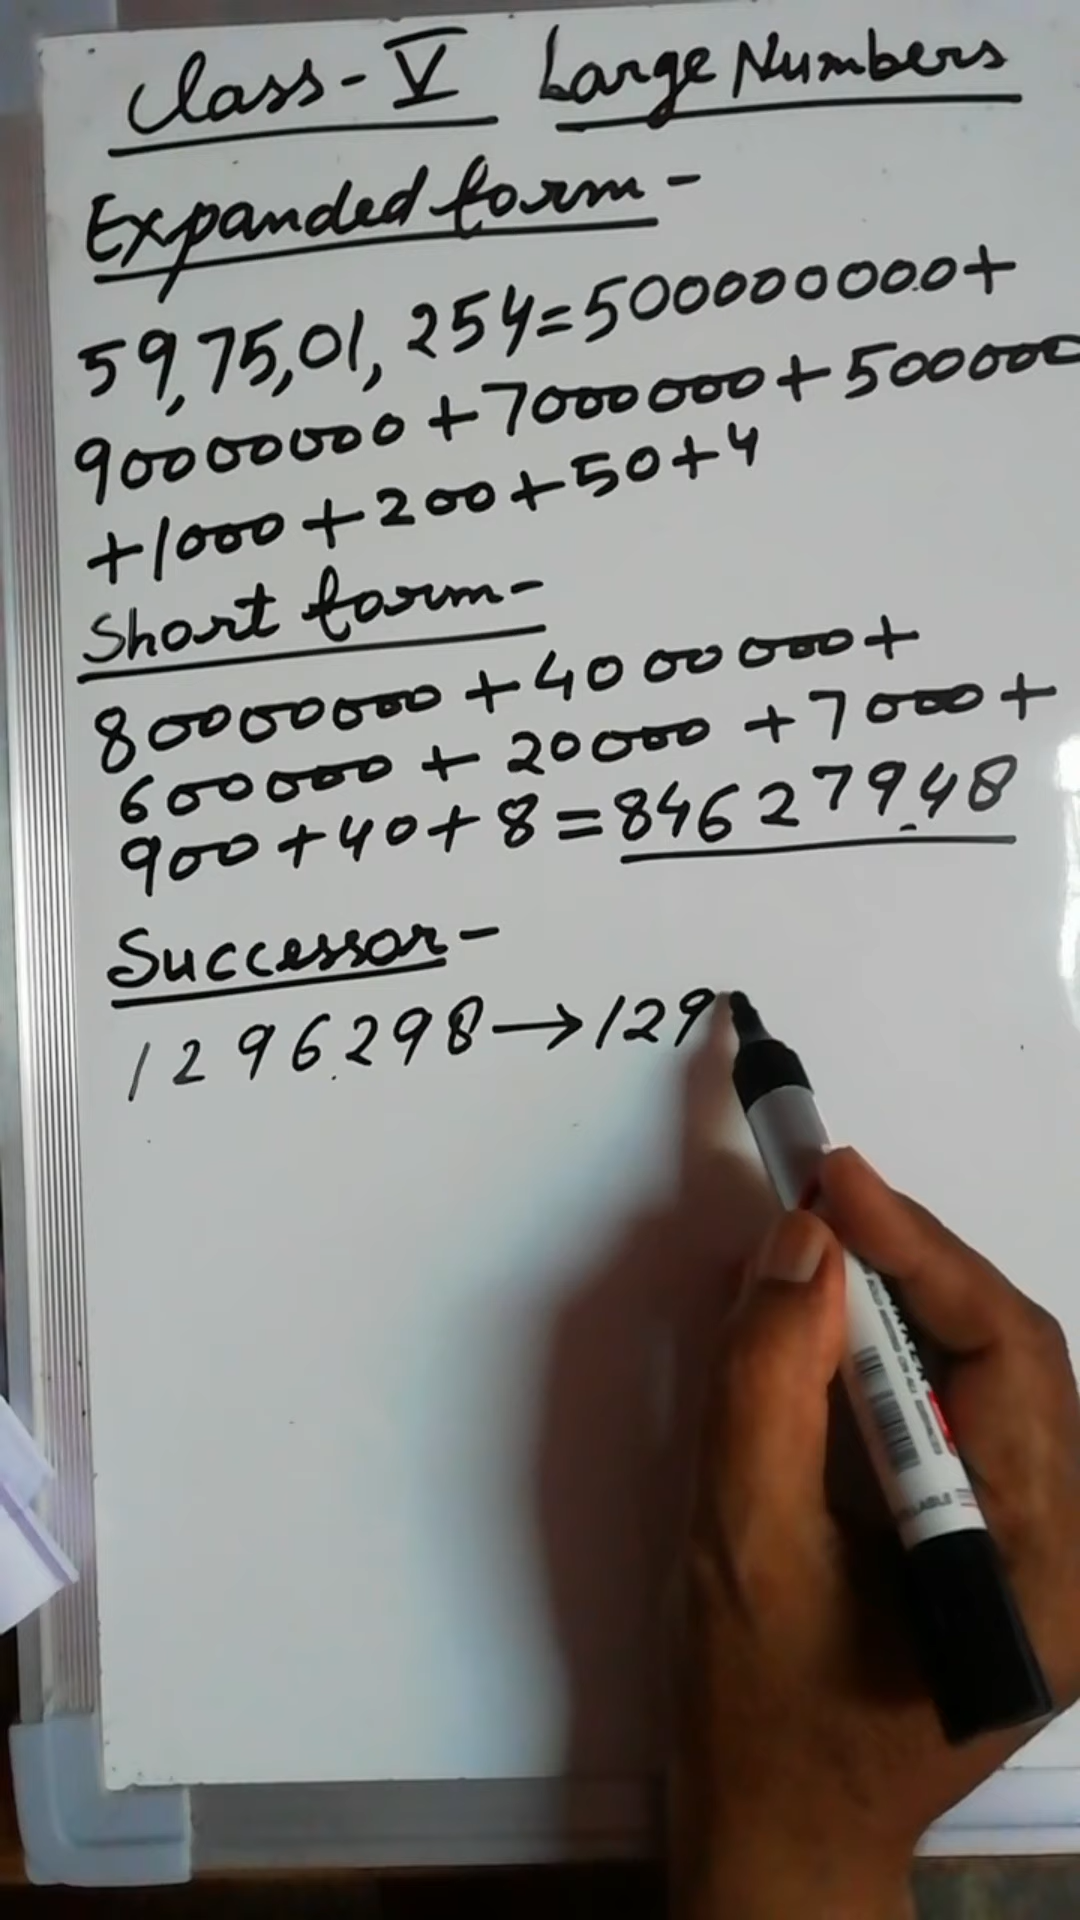 Class-V Large Numbers
Expanded form-
59,75,01,254=500000000+
90000000+7000000+500000
+1000+200+50+4
Short form-
80000000+4000000+
600000+20000+7000+
900+40+8=84627948
Successor-
1296298→129